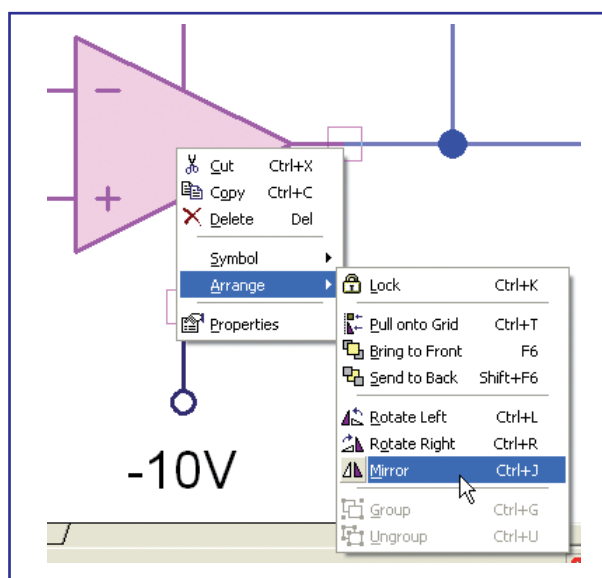 −
+
Cut Ctrl+X
Copy Ctrl+C
Delete Del
Symbol
Arrange
Properties
Lock Ctrl+K
Pull onto Grid Ctrl+T
Bring to Front F6
Send to Back Shift+F6
Rotate Left Ctrl+L
Rotate Right Ctrl+R
Mirror Ctrl+J
Group Ctrl+G
Ungroup Ctrl+U
-10V